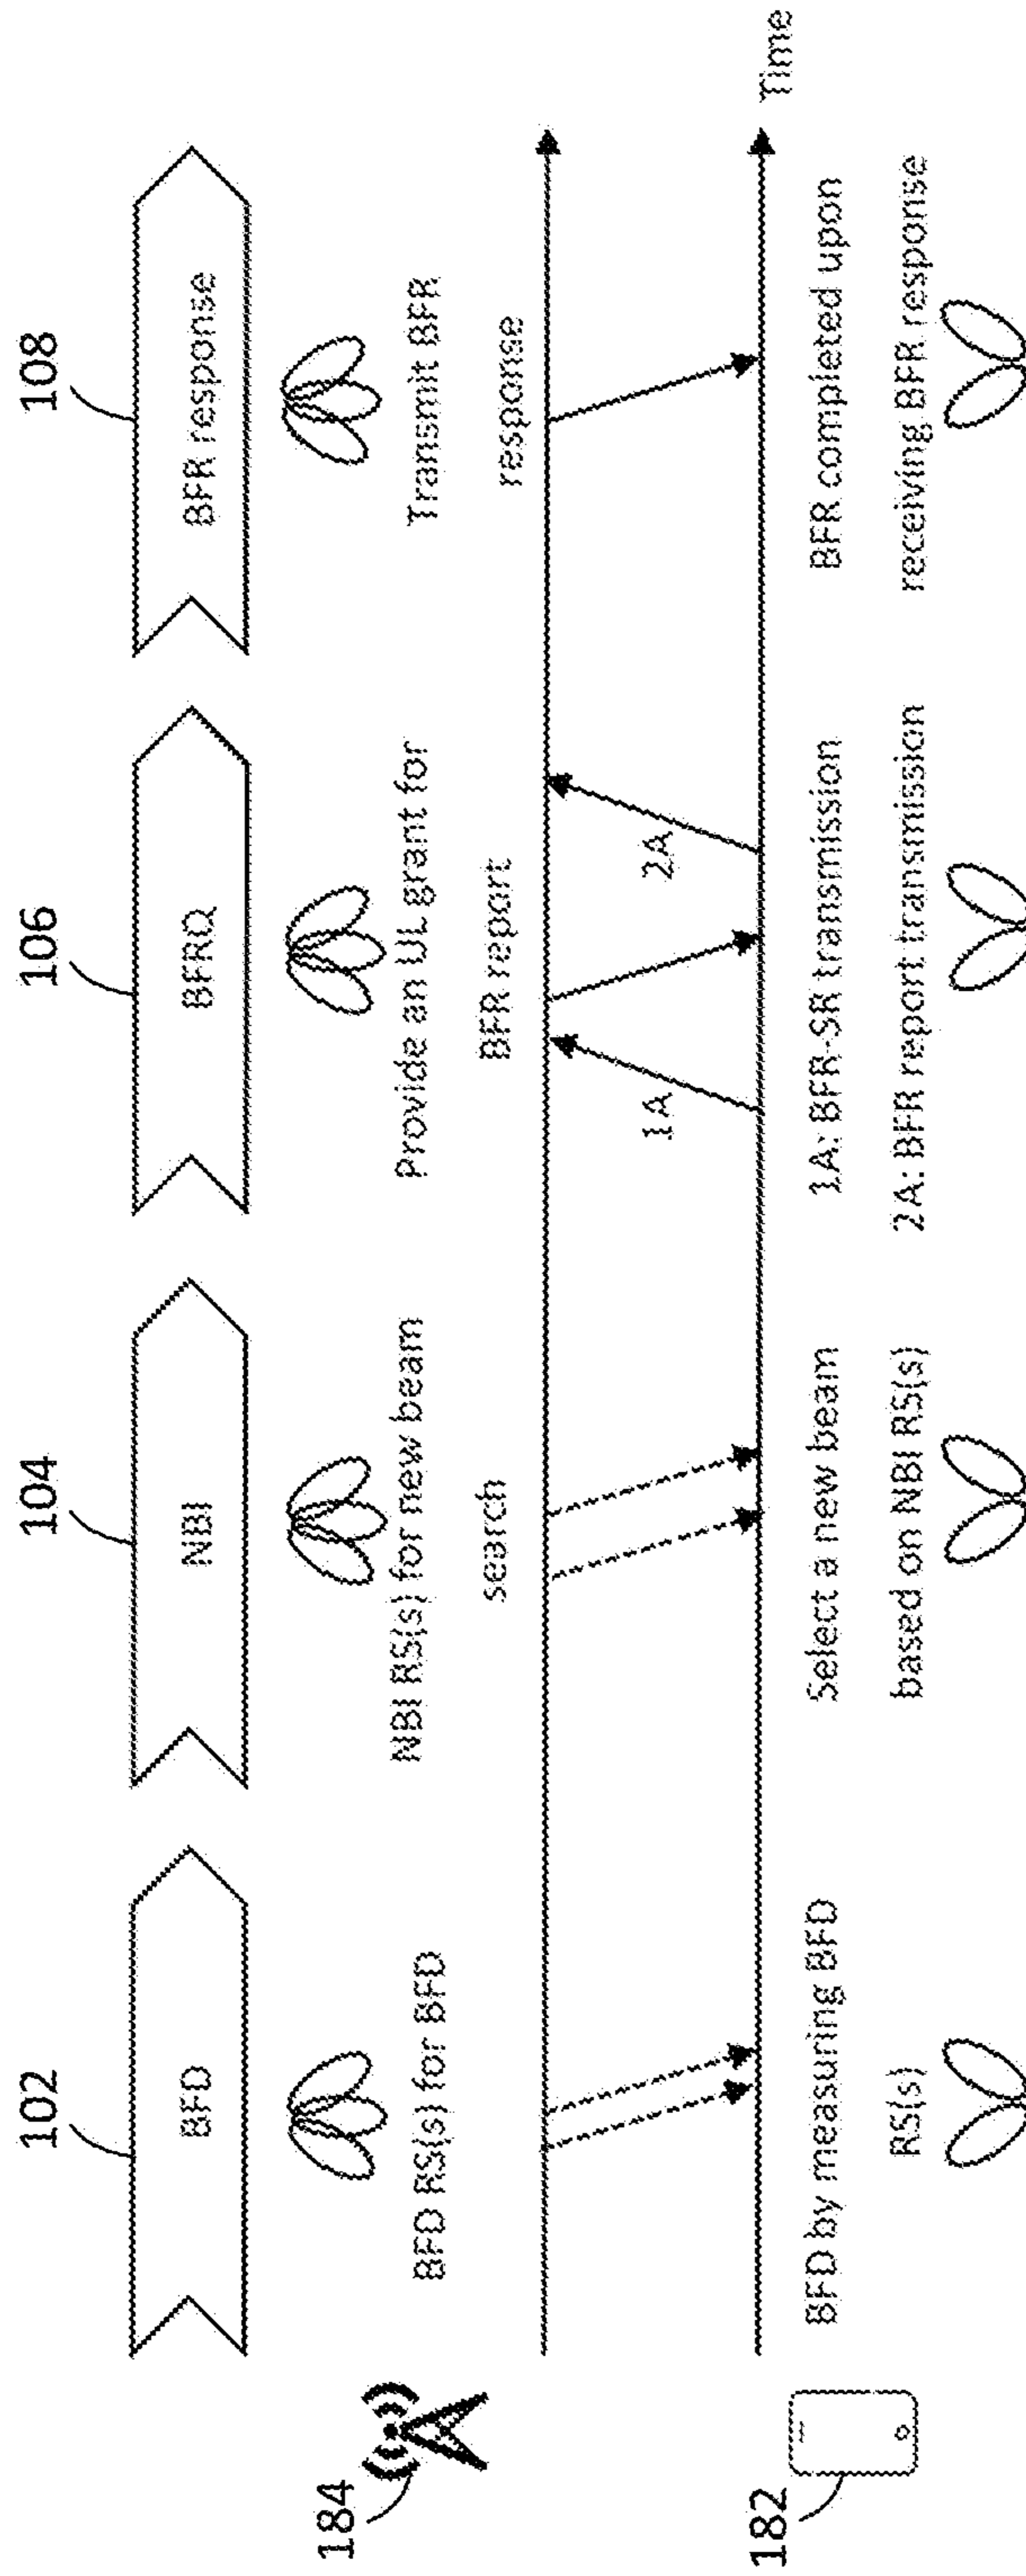 102
104
106
108
BFD
NBI
BFRQ
BFR response
BFD RS(s) for BFD
NBI RS(s) for new beam
search
Provide an UL grant for
BFR report
Transmit BFR
response
184
1A
2A
Time
182
BFD by measuring BFD
RS(s)
Select a new beam
based on NBI RS(s)
1A: BFR-SR transmission
2A: BFR report transmission
BFR completed upon
receiving BFR response